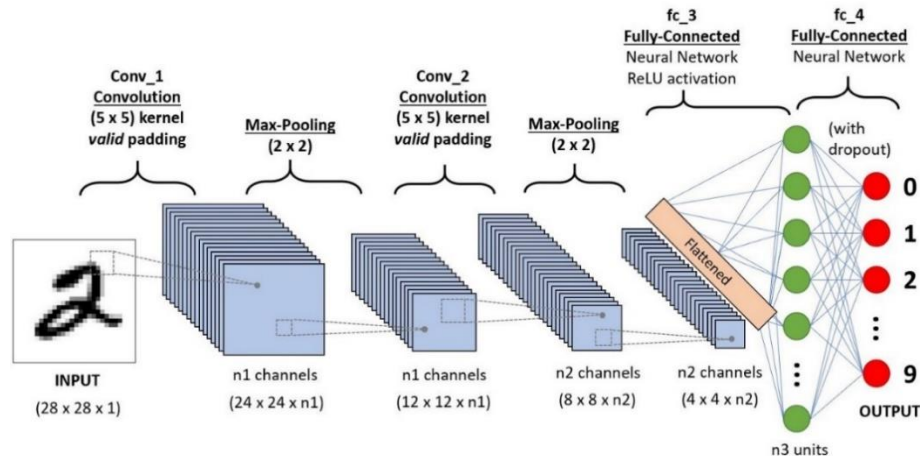 Conv_1
Convolution
(5 x 5) kernel
valid padding
Max-Pooling
(2 x 2)
Conv_2
Convolution
(5 x 5) kernel
valid padding
Max-Pooling
(2 x 2)
fc_3
Fully-Connected
Neural Network
ReLU activation
fc_4
Fully-Connected
Neural Network
(with
dropout)
Flattened
0
1
2
9
OUTPUT
2
INPUT
(28 x 28 x 1)
n1 channels
(24 x 24 x n1)
n1 channels
(12 x 12 x n1)
n2 channels
(8 x 8 x n2)
n2 channels
(4 x 4 x n2)
n3 units